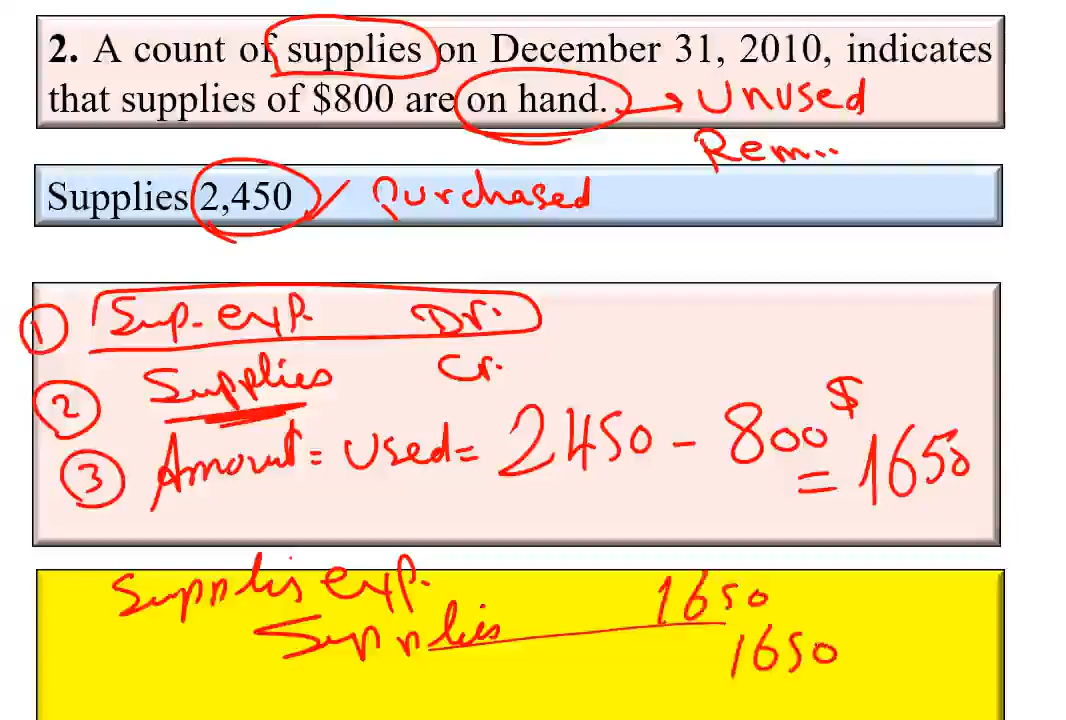 2. A count of supplies on December 31, 2010, indicates
that supplies of $800 are on hand. → Unused
Rem...
Supplies 2,450 Purchased
1 Sup. exp. Dr.
2 Supplies Cr.
3 Amount = Used = 2450 - 800 $
= 1650
Supplies exp. 1650
Supplies 1650